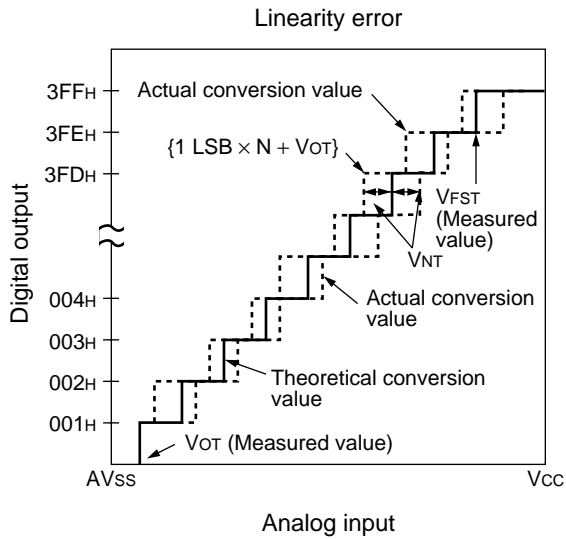 Linearity error
3FFH
3FEH
3FDH
004H
003H
002H
001H
Digital output
Actual conversion value
{1 LSB × N + VOT}
VFST
(Measured
value)
VNT
Actual conversion
value
Theoretical conversion
value
VOT (Measured value)
AVSS
VCC
Analog input